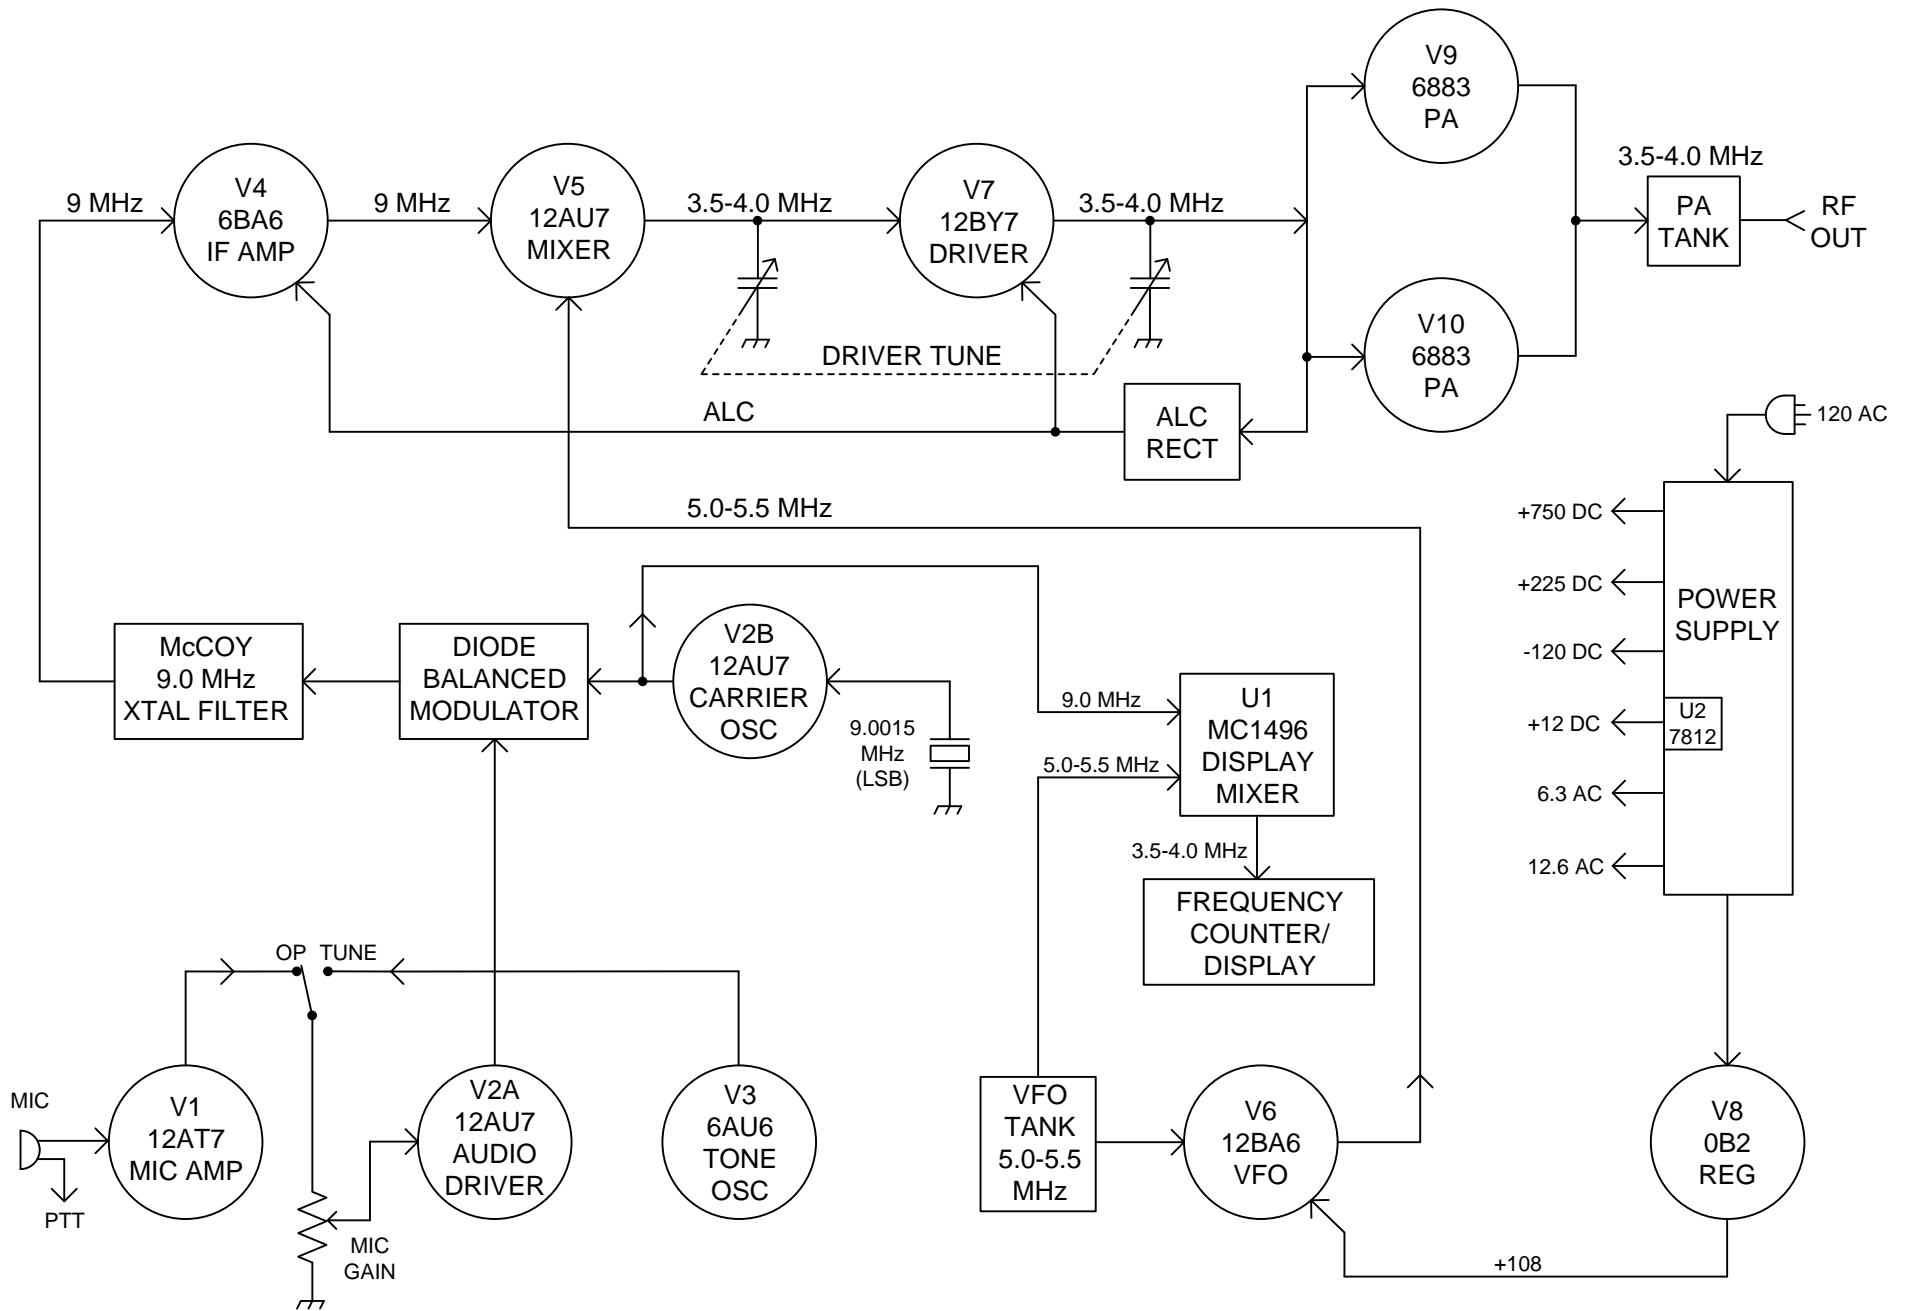 V9
6883
PA
3.5-4.0 MHz
9 MHz
V4
6BA6
IF AMP
9 MHz
V5
12AU7
MIXER
3.5-4.0 MHz
V7
12BY7
DRIVER
3.5-4.0 MHz
PA
TANK
RF
OUT
V10
6883
PA
DRIVER TUNE
ALC
ALC
RECT
120 AC
5.0-5.5 MHz
+750 DC
+225 DC
-120 DC
+12 DC
6.3 AC
12.6 AC
POWER
SUPPLY
U2
7812
McCOY
9.0 MHz
XTAL FILTER
DIODE
BALANCED
MODULATOR
V2B
12AU7
CARRIER
OSC
9.0015
MHz
(LSB)
9.0 MHz
5.0-5.5 MHz
U1
MC1496
DISPLAY
MIXER
3.5-4.0 MHz
FREQUENCY
COUNTER/
DISPLAY
OP TUNE
MIC
PTT
V1
12AT7
MIC AMP
MIC
GAIN
V2A
12AU7
AUDIO
DRIVER
V3
6AU6
TONE
OSC
VFO
TANK
5.0-5.5
MHz
V6
12BA6
VFO
V8
0B2
REG
+108